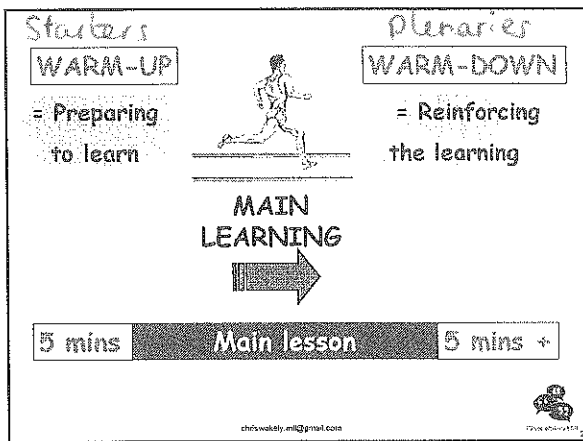 Starters
WARM-UP
= Preparing
to learn
Plenaries
WARM-DOWN
= Reinforcing
the learning
MAIN
LEARNING
5 mins
Main lesson
5 mins +
chriswakely.mfl@gmail.com